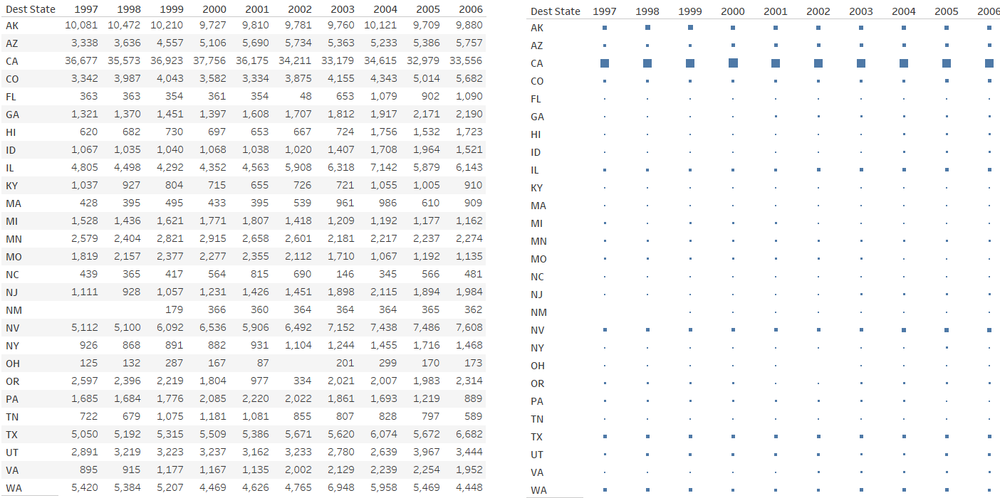 Dest State 1997 1998 1999 2000 2001 2002 2003 2004 2005 2006
AK 10,081 10,472 10,210 9,727 9,810 9,781 9,760 10,121 9,709 9,880
AZ 3,338 3,636 4,557 5,106 5,690 5,734 5,363 5,233 5,386 5,757
CA 36,677 35,573 36,923 37,756 36,175 34,211 33,179 34,615 32,979 33,556
CO 3,342 3,987 4,043 3,582 3,334 3,875 4,155 4,343 5,014 5,682
FL 363 363 354 361 354 48 653 1,079 902 1,090
GA 1,321 1,370 1,451 1,397 1,608 1,707 1,812 1,917 2,171 2,190
HI 620 682 730 697 653 667 724 1,756 1,532 1,723
ID 1,067 1,035 1,040 1,068 1,038 1,020 1,407 1,708 1,964 1,521
IL 4,805 4,498 4,292 4,352 4,563 5,908 6,318 7,142 5,879 6,143
KY 1,037 927 804 715 655 726 721 1,055 1,005 910
MA 428 395 495 433 395 539 961 986 610 909
MI 1,528 1,436 1,621 1,771 1,807 1,418 1,209 1,192 1,177 1,162
MN 2,579 2,404 2,821 2,915 2,658 2,601 2,181 2,217 2,237 2,274
MO 1,819 2,157 2,377 2,277 2,355 2,112 1,710 1,067 1,192 1,135
NC 439 365 417 564 815 690 146 345 566 481
NJ 1,111 928 1,057 1,231 1,426 1,451 1,898 2,115 1,894 1,984
NM 179 366 360 364 364 364 365 362
NV 5,112 5,100 6,092 6,536 5,906 6,492 7,152 7,438 7,486 7,608
NY 926 868 891 882 931 1,104 1,244 1,455 1,716 1,468
OH 125 132 287 167 87 201 299 170 173
OR 2,597 2,396 2,219 1,804 977 334 2,021 2,007 1,983 2,314
PA 1,685 1,684 1,776 2,085 2,220 2,022 1,861 1,693 1,219 889
TN 722 679 1,075 1,181 1,081 855 807 828 797 589
TX 5,050 5,192 5,315 5,509 5,386 5,671 5,620 6,074 5,672 6,682
UT 2,891 3,219 3,223 3,237 3,162 3,233 2,780 2,639 3,967 3,444
VA 895 915 1,177 1,167 1,135 2,002 2,129 2,239 2,254 1,952
WA 5,420 5,384 5,207 4,469 4,626 4,765 6,948 5,958 5,469 4,448
Dest State 1997 1998 1999 2000 2001 2002 2003 2004 2005 2006
AK
AZ
CA
CO
FL
GA
HI
ID
IL
KY
MA
MI
MN
MO
NC
NJ
NM
NV
NY
OH
OR
PA
TN
TX
UT
VA
WA